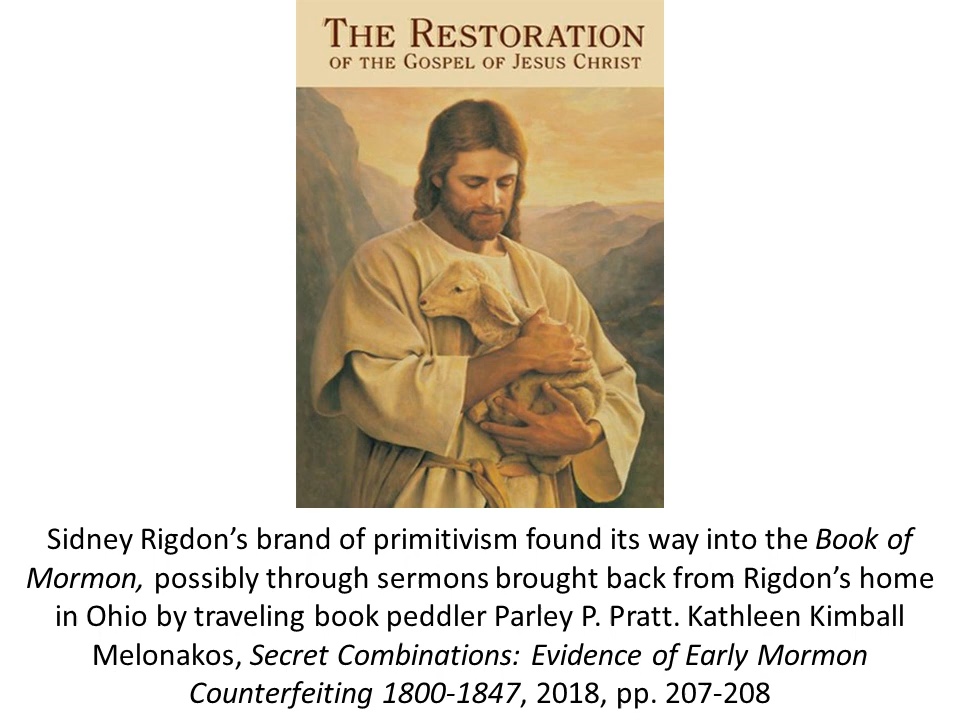 THE RESTORATION
OF THE GOSPEL OF JESUS CHRIST
Sidney Rigdon’s brand of primitivism found its way into the Book of
Mormon, possibly through sermons brought back from Rigdon’s home
in Ohio by traveling book peddler Parley P. Pratt. Kathleen Kimball
Melonakos, Secret Combinations: Evidence of Early Mormon
Counterfeiting 1800-1847, 2018, pp. 207-208